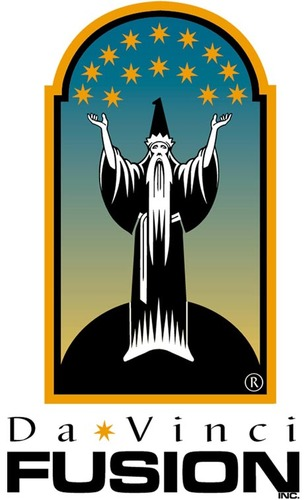 ®
Da Vinci
FUSION INC.